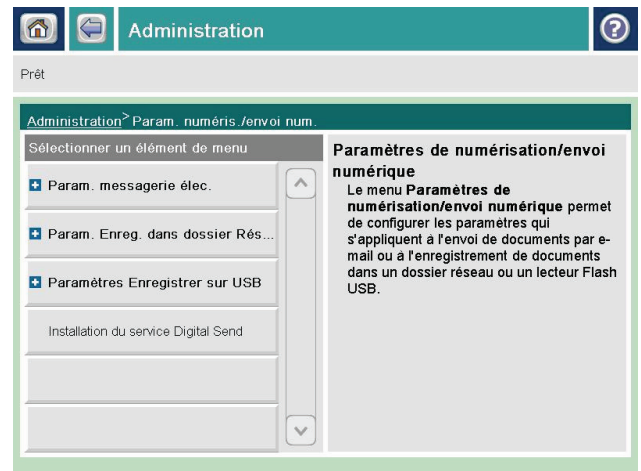 Administration
?
Prêt
Administration> Param. numéris./envoi num.
Sélectionner un élément de menu
Param. messagerie élec.
Param. Enreg. dans dossier Rés...
Paramètres Enregistrer sur USB
Installation du service Digital Send
Paramètres de numérisation/envoi
numérique
Le menu Paramètres de
numérisation/envoi numérique permet
de configurer les paramètres qui
s'appliquent à l'envoi de documents par e-
mail ou à l'enregistrement de documents
dans un dossier réseau ou un lecteur Flash
USB.